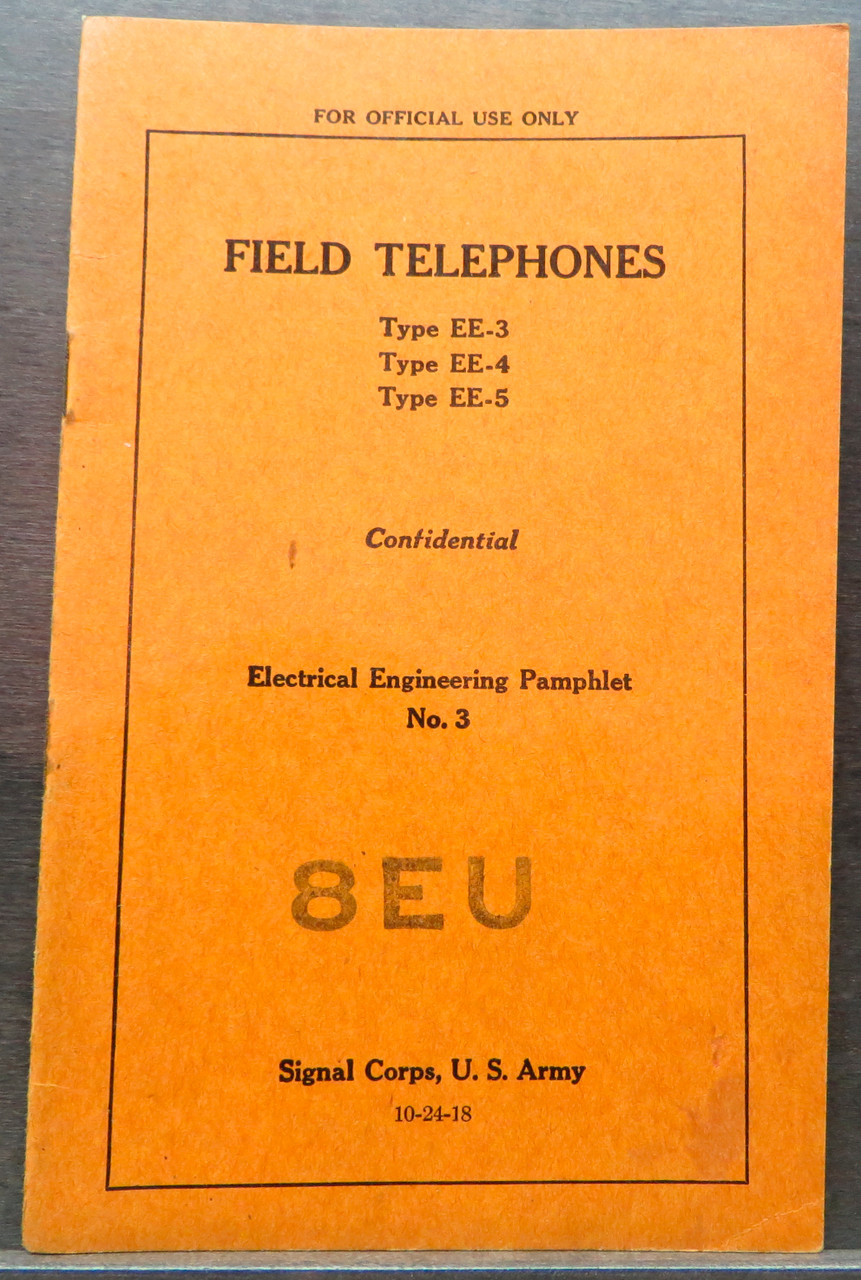 FOR OFFICIAL USE ONLY
FIELD TELEPHONES
Type EE-3
Type EE-4
Type EE-5
Confidential
Electrical Engineering Pamphlet
No. 3
8EU
Signal Corps, U. S. Army
10-24-18